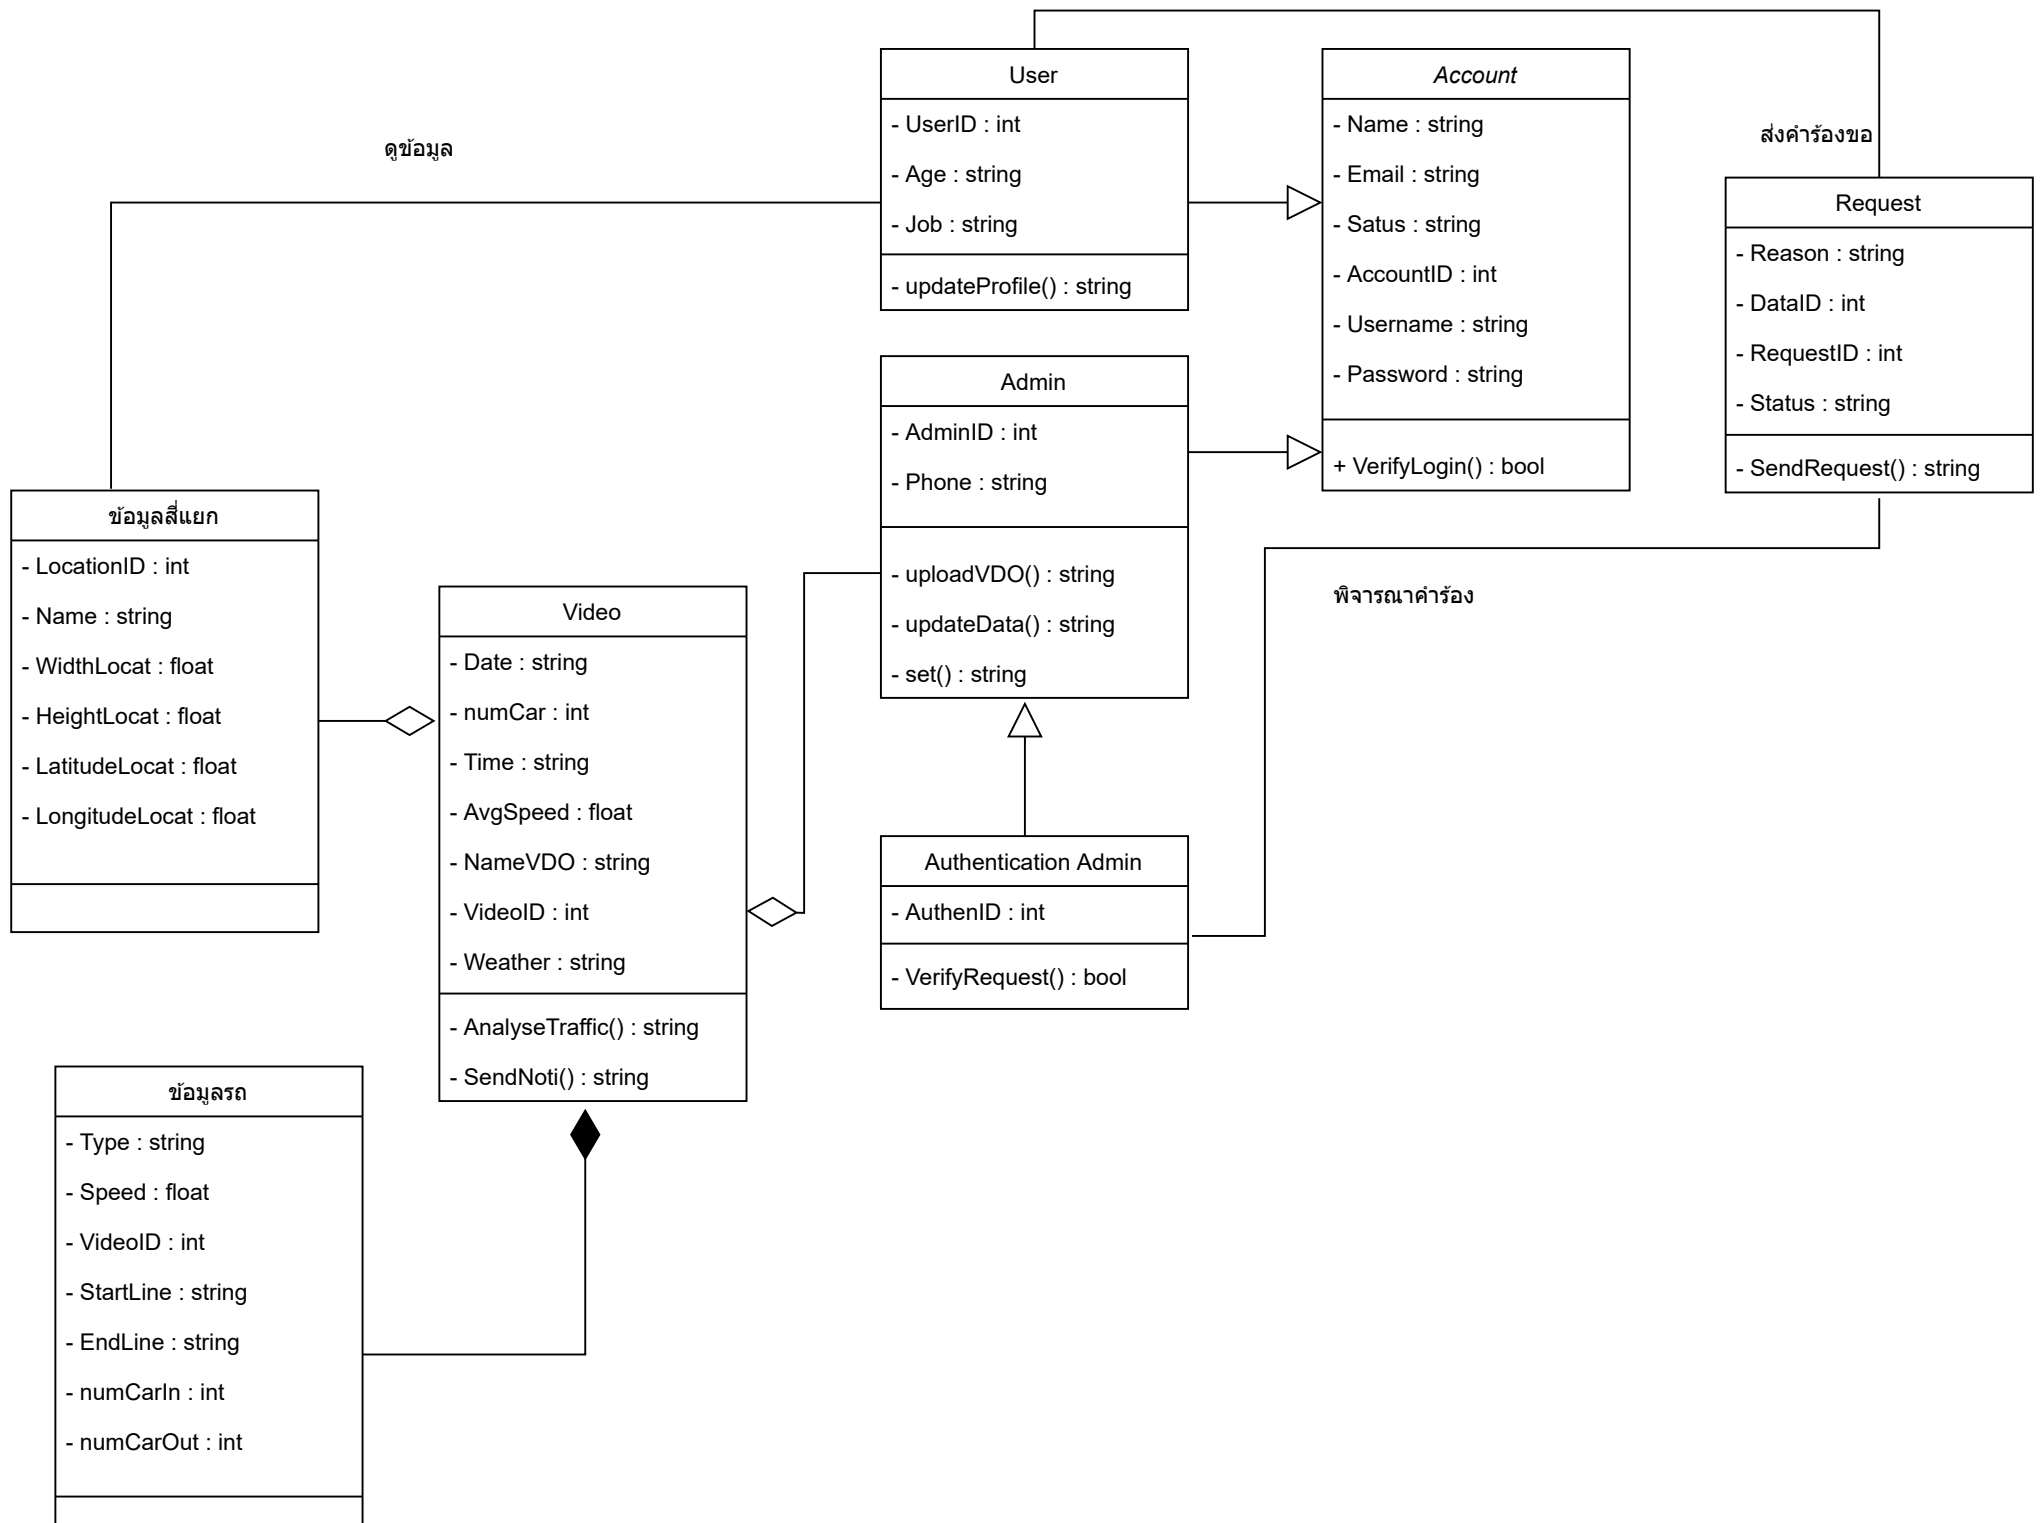 User
- UserID : int
- Age : string
- Job : string
- updateProfile() : string
Account
- Name : string
- Email : string
- Satus : string
- AccountID : int
- Username : string
- Password : string
+ VerifyLogin() : bool
ส่งคำร้องขอ
Request
- Reason : string
- DataID : int
- RequestID : int
- Status : string
- SendRequest() : string
ดูข้อมูล
Admin
- AdminID : int
- Phone : string
- uploadVDO() : string
- updateData() : string
- set() : string
พิจารณาคำร้อง
ข้อมูลสี่แยก
- LocationID : int
- Name : string
- WidthLocat : float
- HeightLocat : float
- LatitudeLocat : float
- LongitudeLocat : float
Video
- Date : string
- numCar : int
- Time : string
- AvgSpeed : float
- NameVDO : string
- VideoID : int
- Weather : string
- AnalyseTraffic() : string
- SendNoti() : string
Authentication Admin
- AuthenID : int
- VerifyRequest() : bool
ข้อมูลรถ
- Type : string
- Speed : float
- VideoID : int
- StartLine : string
- EndLine : string
- numCarIn : int
- numCarOut : int